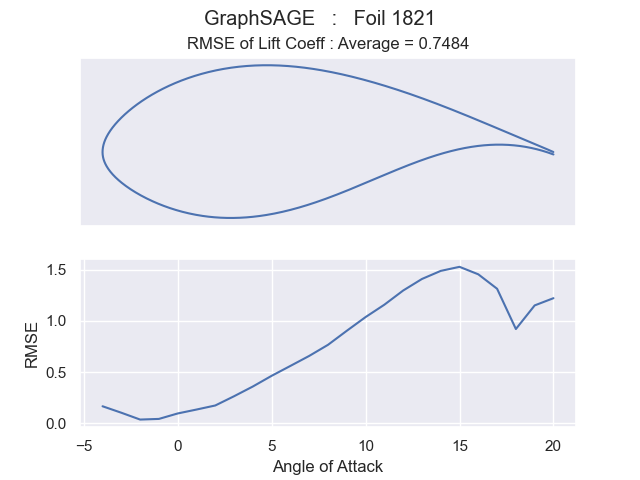 GraphSAGE   :   Foil 1821
RMSE of Lift Coeff : Average = 0.7484
1.5
1.0
0.5
0.0
RMSE
−5 0 5 10 15 20
Angle of Attack